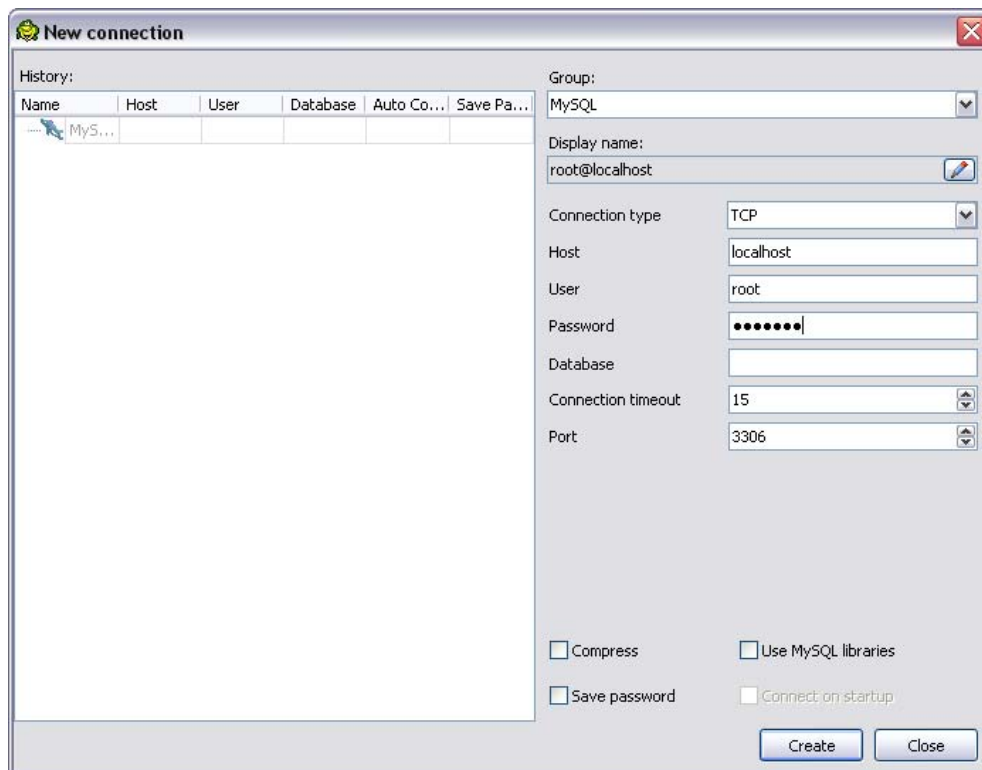 New connection
History:
Name Host User Database Auto Co... Save Pa...
MyS...
Group:
MySQL
Display name:
root@localhost
Connection type TCP
Host localhost
User root
Password ●●●●●●●
Database
Connection timeout 15
Port 3306
Compress Use MySQL libraries
Save password Connect on startup
Create Close